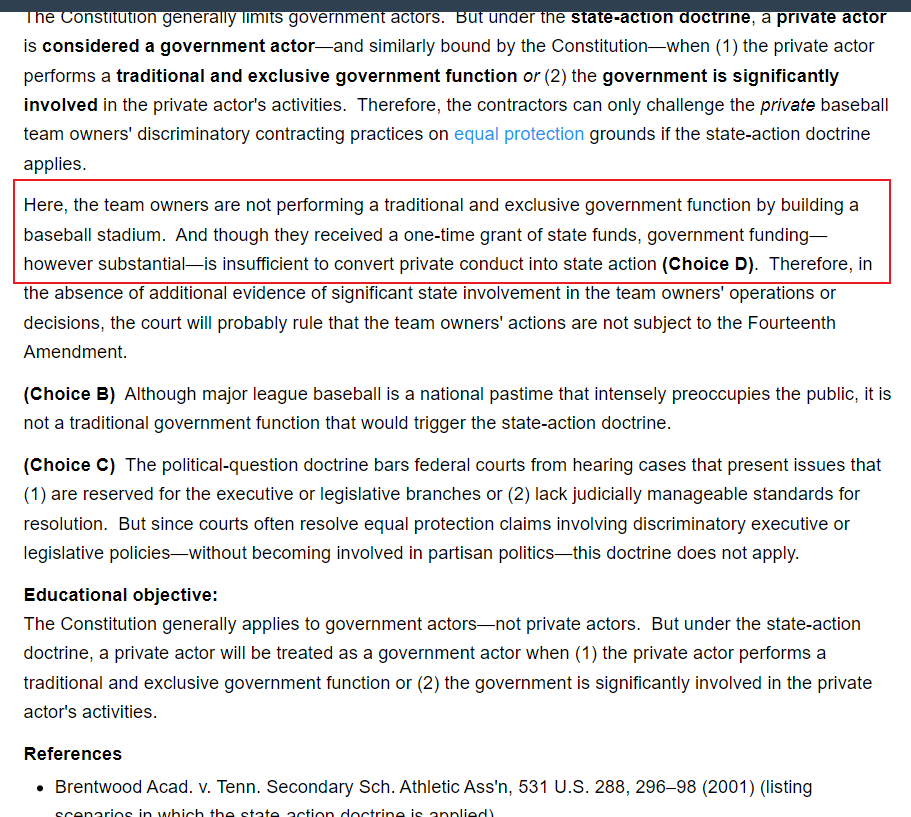 The Constitution generally limits government actors. But under the state-action doctrine, a private actor
is considered a government actor—and similarly bound by the Constitution—when (1) the private actor
performs a traditional and exclusive government function or (2) the government is significantly
involved in the private actor's activities. Therefore, the contractors can only challenge the private baseball
team owners' discriminatory contracting practices on equal protection grounds if the state-action doctrine
applies.
Here, the team owners are not performing a traditional and exclusive government function by building a
baseball stadium. And though they received a one-time grant of state funds, government funding—
however substantial—is insufficient to convert private conduct into state action (Choice D). Therefore, in
the absence of additional evidence of significant state involvement in the team owners' operations or
decisions, the court will probably rule that the team owners' actions are not subject to the Fourteenth
Amendment.
(Choice B) Although major league baseball is a national pastime that intensely preoccupies the public, it is
not a traditional government function that would trigger the state-action doctrine.
(Choice C) The political-question doctrine bars federal courts from hearing cases that present issues that
(1) are reserved for the executive or legislative branches or (2) lack judicially manageable standards for
resolution. But since courts often resolve equal protection claims involving discriminatory executive or
legislative policies—without becoming involved in partisan politics—this doctrine does not apply.
Educational objective:
The Constitution generally applies to government actors—not private actors. But under the state-action
doctrine, a private actor will be treated as a government actor when (1) the private actor performs a
traditional and exclusive government function or (2) the government is significantly involved in the private
actor's activities.
References
• Brentwood Acad. v. Tenn. Secondary Sch. Athletic Ass'n, 531 U.S. 288, 296–98 (2001) (listing
scenarios in which the state action doctrine is applied)